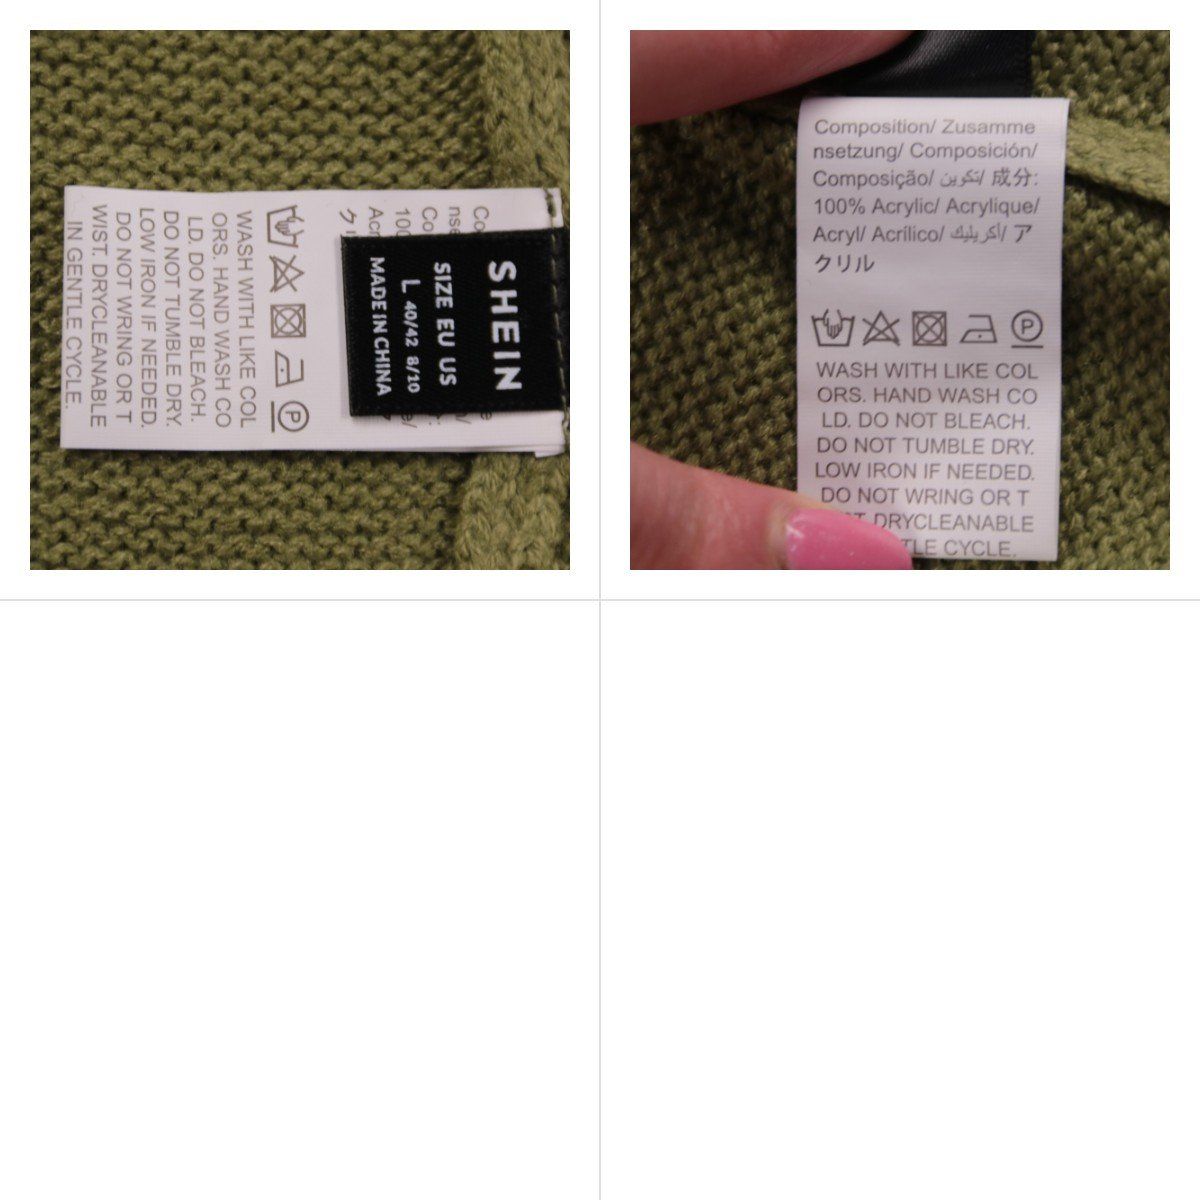 SHEIN
SIZE EU US
L 40/42 8/10
MADE IN CHINA
WASH WITH LIKE COL
ORS. HAND WASH CO
LD. DO NOT BLEACH.
DO NOT TUMBLE DRY.
LOW IRON IF NEEDED.
DO NOT WRING OR T
WIST. DRYCLEANABLE
IN GENTLE CYCLE.
Composition/ Zusamme
nsetzung/ Composición/
Composição/ تكوين/ 成分:
100% Acrylic/ Acrylique/
Acryl/ Acrílico/ أكريليك/ ア
クリル
P
WASH WITH LIKE COL
ORS. HAND WASH CO
LD. DO NOT BLEACH.
DO NOT TUMBLE DRY.
LOW IRON IF NEEDED.
DO NOT WRING OR T
DRYCLEANABLE
CYCLE.